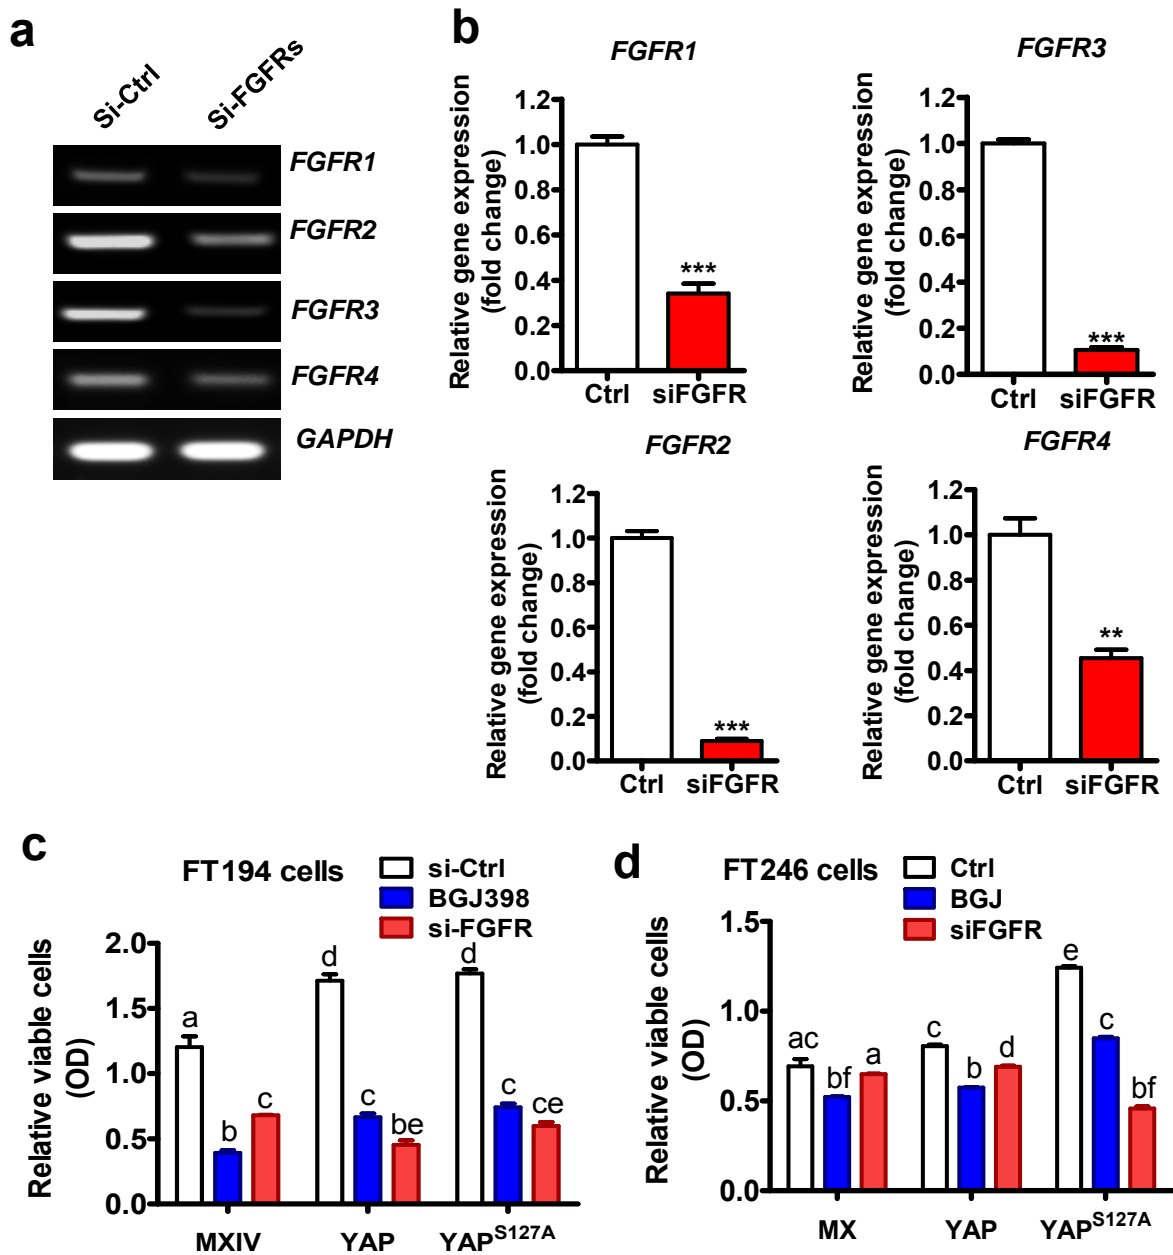 a
Si-Ctrl
Si-FGFRs
FGFR1
FGFR2
FGFR3
FGFR4
GAPDH
b
FGFR1
Relative gene expression
(fold change)
1.2
1.0
0.8
0.6
0.4
0.2
0.0
***
Ctrl
siFGFR
FGFR3
Relative gene expression
(fold change)
1.2
1.0
0.8
0.6
0.4
0.2
0.0
***
Ctrl
siFGFR
FGFR2
Relative gene expression
(fold change)
1.2
1.0
0.8
0.6
0.4
0.2
0.0
***
Ctrl
siFGFR
FGFR4
Relative gene expression
(fold change)
1.2
1.0
0.8
0.6
0.4
0.2
0.0
**
Ctrl
siFGFR
c
FT194 cells
si-Ctrl
BGJ398
si-FGFR
Relative viable cells
(OD)
2.0
1.5
1.0
0.5
0.0
a
b
c
d
c
be
d
c
ce
MXIV
YAP
YAP^S127A
d
FT246 cells
Ctrl
BGJ
siFGFR
Relative viable cells
(OD)
1.5
1.0
0.5
0.0
ac
bf
a
c
b
d
e
c
bf
MX
YAP
YAP^S127A